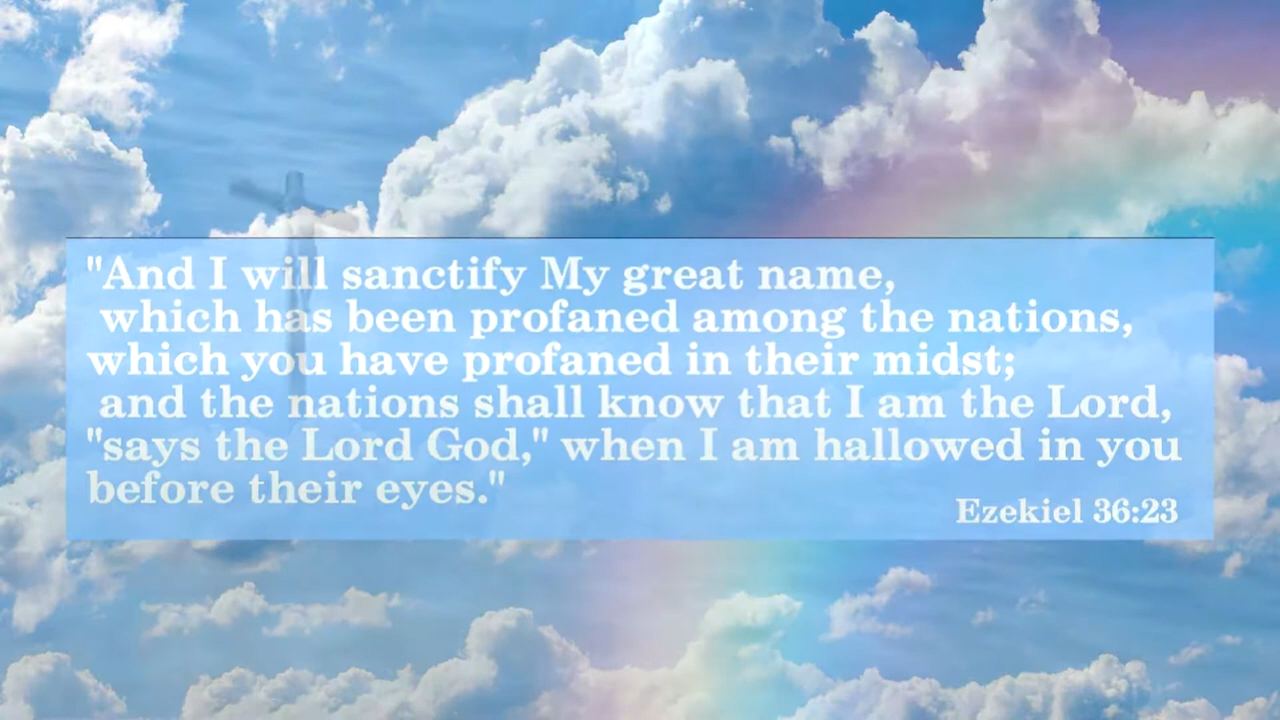 "And I will sanctify My great name,
which has been profaned among the nations,
which you have profaned in their midst;
and the nations shall know that I am the Lord,
"says the Lord God," when I am hallowed in you
before their eyes."
Ezekiel 36:23